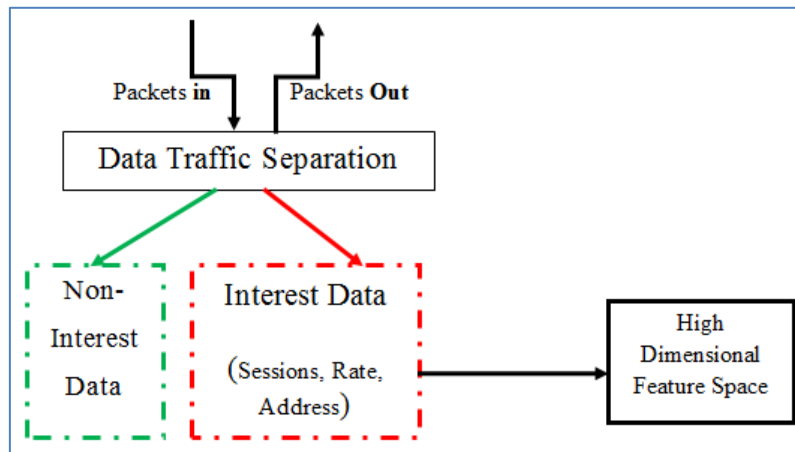 Packets in
Packets Out
Data Traffic Separation
Non-
Interest
Data
Interest Data
(Sessions, Rate,
Address)
High
Dimensional
Feature Space